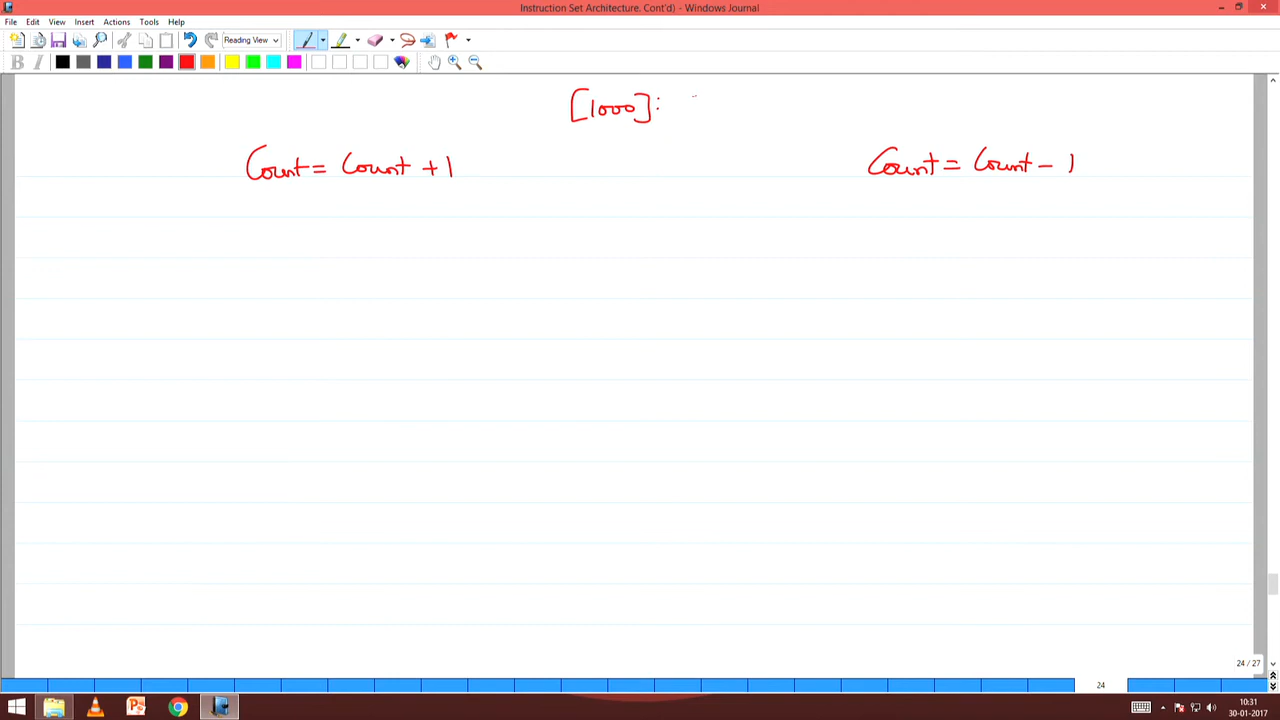 Instruction Set Architecture. Cont'd) - Windows Journal
File Edit View Insert Actions Tools Help
Reading View
B I
[1000]:
Count = Count + 1 Count = Count - 1
24 / 27
24
10:31
30-01-2017